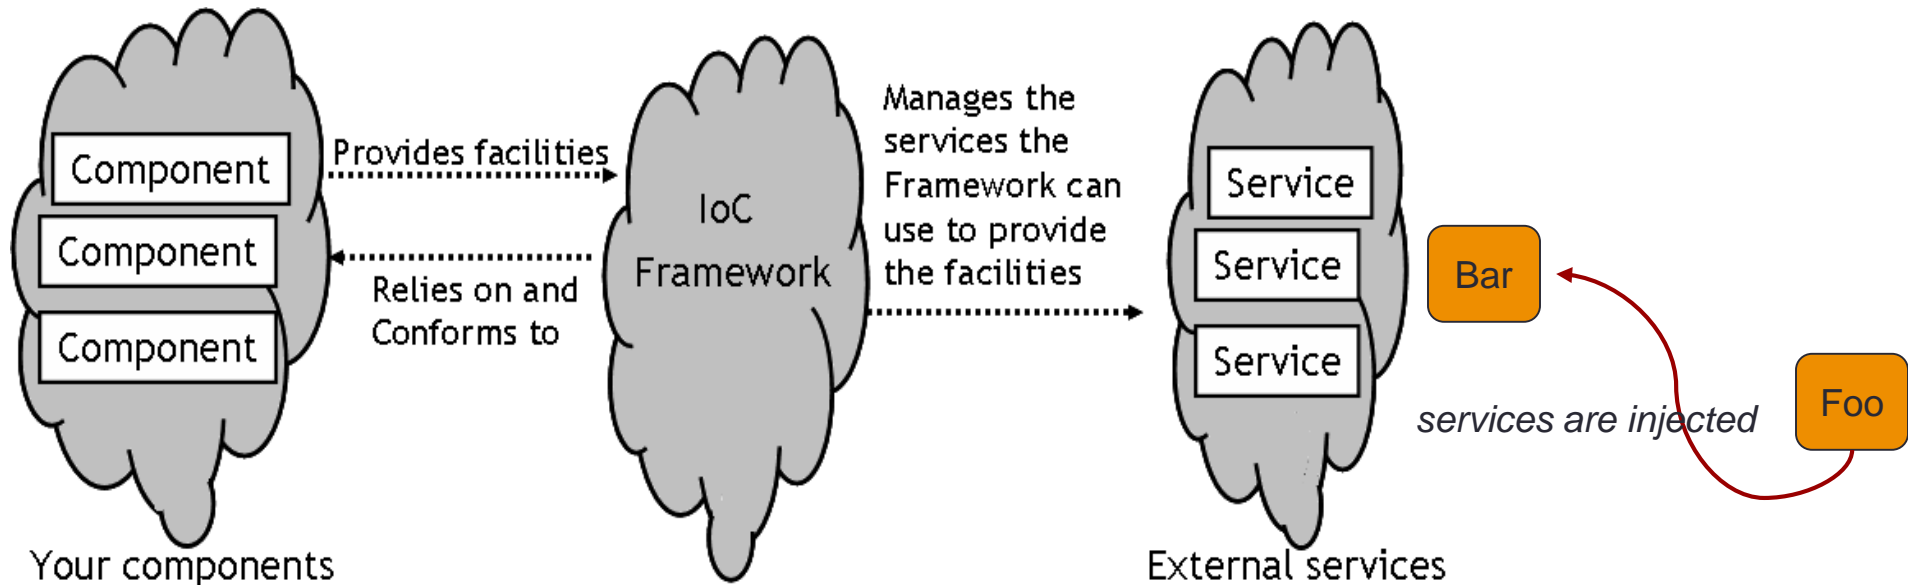 Component
Component
Component
Your components
Provides facilities
Relies on and
Conforms to
IoC
Framework
Manages the
services the
Framework can
use to provide
the facilities
Service
Service
Service
External services
Bar
services are injected
Foo